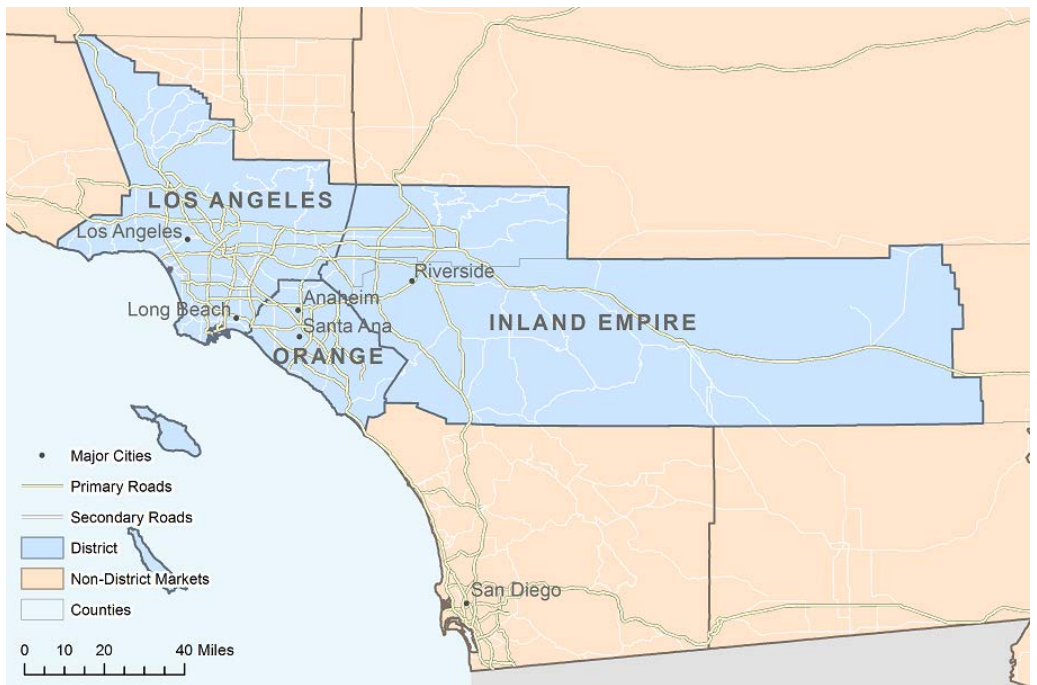 LOS ANGELES
Los Angeles
Riverside
Anaheim
Long Beach
Santa Ana
INLAND EMPIRE
ORANGE
Major Cities
Primary Roads
Secondary Roads
District
Non-District Markets
Counties
San Diego
0 10 20 40 Miles